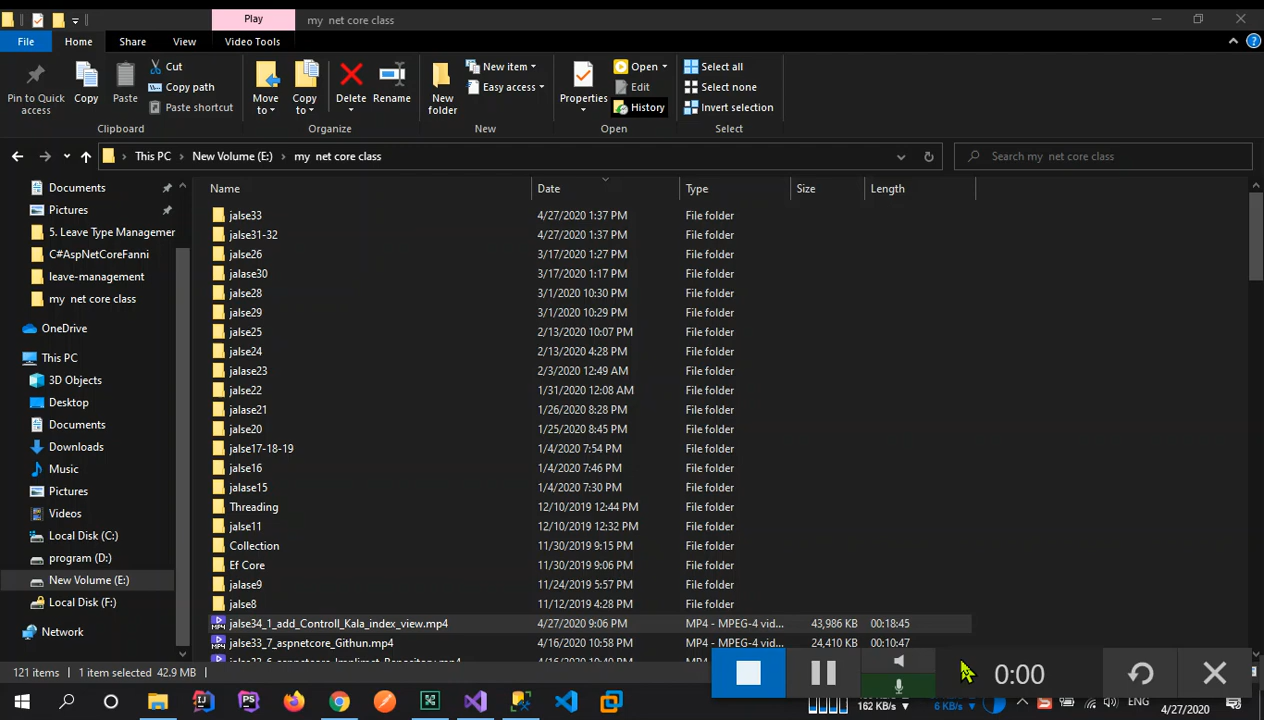 Play my net core class
File Home Share View Video Tools
Pin to Quick access Copy Paste Cut Copy path Paste shortcut Move to Copy to Delete Rename New folder New item Easy access Properties Open Edit History Select all Select none Invert selection
Clipboard Organize New Open Select
This PC New Volume (E:) my net core class Search my net core class
Name Date Type Size Length
Documents
Pictures
5. Leave Type Managemer
C#AspNetCoreFanni
leave-management
my net core class
OneDrive
This PC
3D Objects
Desktop
Documents
Downloads
Music
Pictures
Videos
Local Disk (C:)
program (D:)
New Volume (E:)
Local Disk (F:)
Network
jalse33 4/27/2020 1:37 PM File folder
jalse31-32 4/27/2020 1:37 PM File folder
jalse26 3/17/2020 1:27 PM File folder
jalase30 3/17/2020 1:17 PM File folder
jalse28 3/1/2020 10:30 PM File folder
jalse29 3/1/2020 10:29 PM File folder
jalse25 2/13/2020 10:07 PM File folder
jalse24 2/13/2020 4:28 PM File folder
jalase23 2/3/2020 12:49 AM File folder
jalse22 1/31/2020 12:08 AM File folder
jalase21 1/26/2020 8:28 PM File folder
jalse20 1/25/2020 8:45 PM File folder
jalse17-18-19 1/4/2020 7:54 PM File folder
jalse16 1/4/2020 7:46 PM File folder
jalase15 1/4/2020 7:30 PM File folder
Threading 12/10/2019 12:44 PM File folder
jalse11 12/10/2019 12:32 PM File folder
Collection 11/30/2019 9:15 PM File folder
Ef Core 11/30/2019 9:06 PM File folder
jalase9 11/24/2019 5:57 PM File folder
jalse8 11/12/2019 4:28 PM File folder
jalse34_1_add_Controll_Kala_index_view.mp4 4/27/2020 9:06 PM MP4 - MPEG-4 vid... 43,986 KB 00:18:45
jalse33_7_aspnetcore_Githun.mp4 4/16/2020 10:58 PM MP4 - MPEG-4 vid... 24,410 KB 00:10:47
121 items 1 item selected 42.9 MB
0:00
6 KB/s ENG
4/27/2020